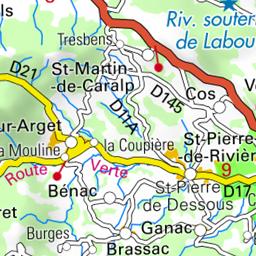 Riv. souter
de Labou
Tresbens
D21
St-Martin
-de-Caralp
D145
Cos
D11A
ur-Arget
la Coupière
St-Pierre
-de-Rivièr
a Mouline
9
Route Verte
St-Pierre
de Dessous
D17
Bénac
ret
Burges
Ganac
Brassac